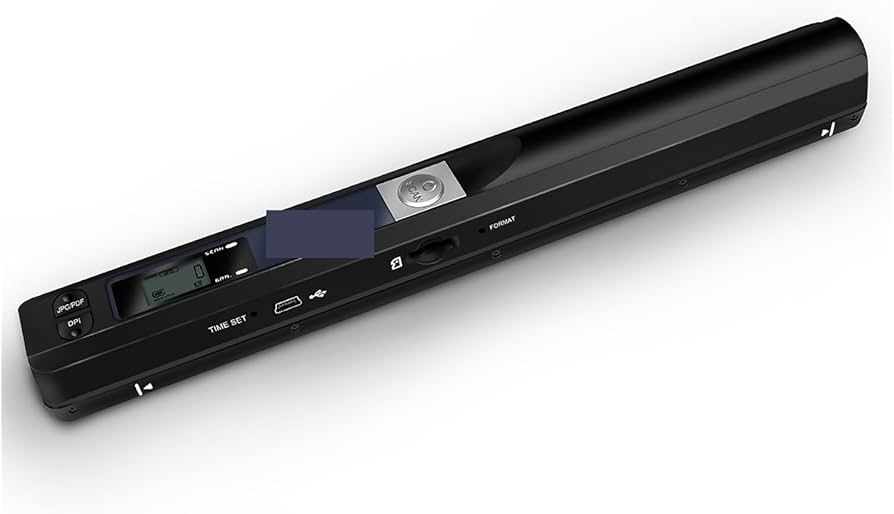 SCAN
FORMAT
JPG/PDF
DPI
TIME SET